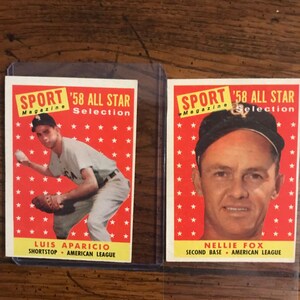 SPORT '58 ALL STAR
Magazine Selection
LUIS APARICIO
SHORTSTOP - AMERICAN LEAGUE
SPORT '58 ALL STAR
Magazine Selection
NELLIE FOX
SECOND BASE - AMERICAN LEAGUE